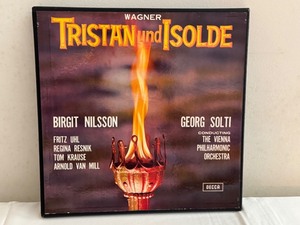 WAGNER
TRISTAN und ISOLDE
BIRGIT NILSSON
GEORG SOLTI
FRITZ UHL
REGINA RESNIK
TOM KRAUSE
ARNOLD VAN MILL
CONDUCTING
THE VIENNA
PHILHARMONIC
ORCHESTRA
DECCA